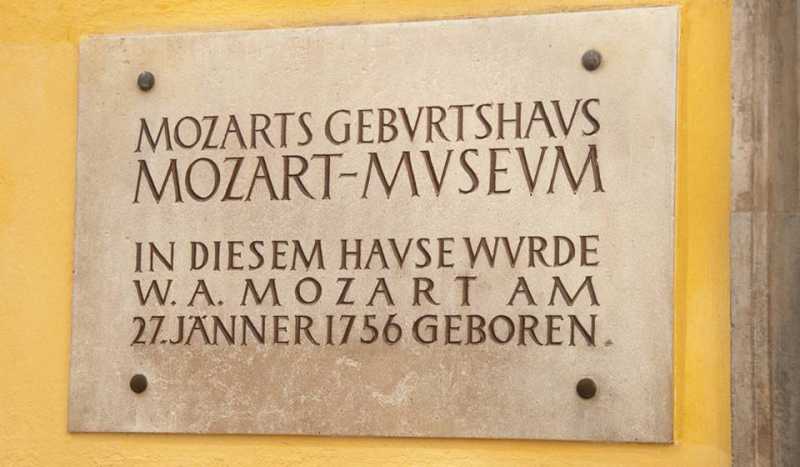 MOZARTS GEBVRTSHAVS
MOZART-MVSEVM
IN DIESEM HAVSE WVRDE
W. A. MOZART AM
27. JÄNNER 1756 GEBOREN.